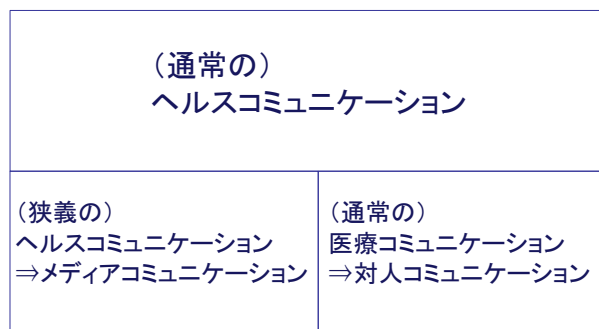 （通常の）
ヘルスコミュニケーション
（狭義の）
ヘルスコミュニケーション
⇒メディアコミュニケーション
（通常の）
医療コミュニケーション
⇒対人コミュニケーション